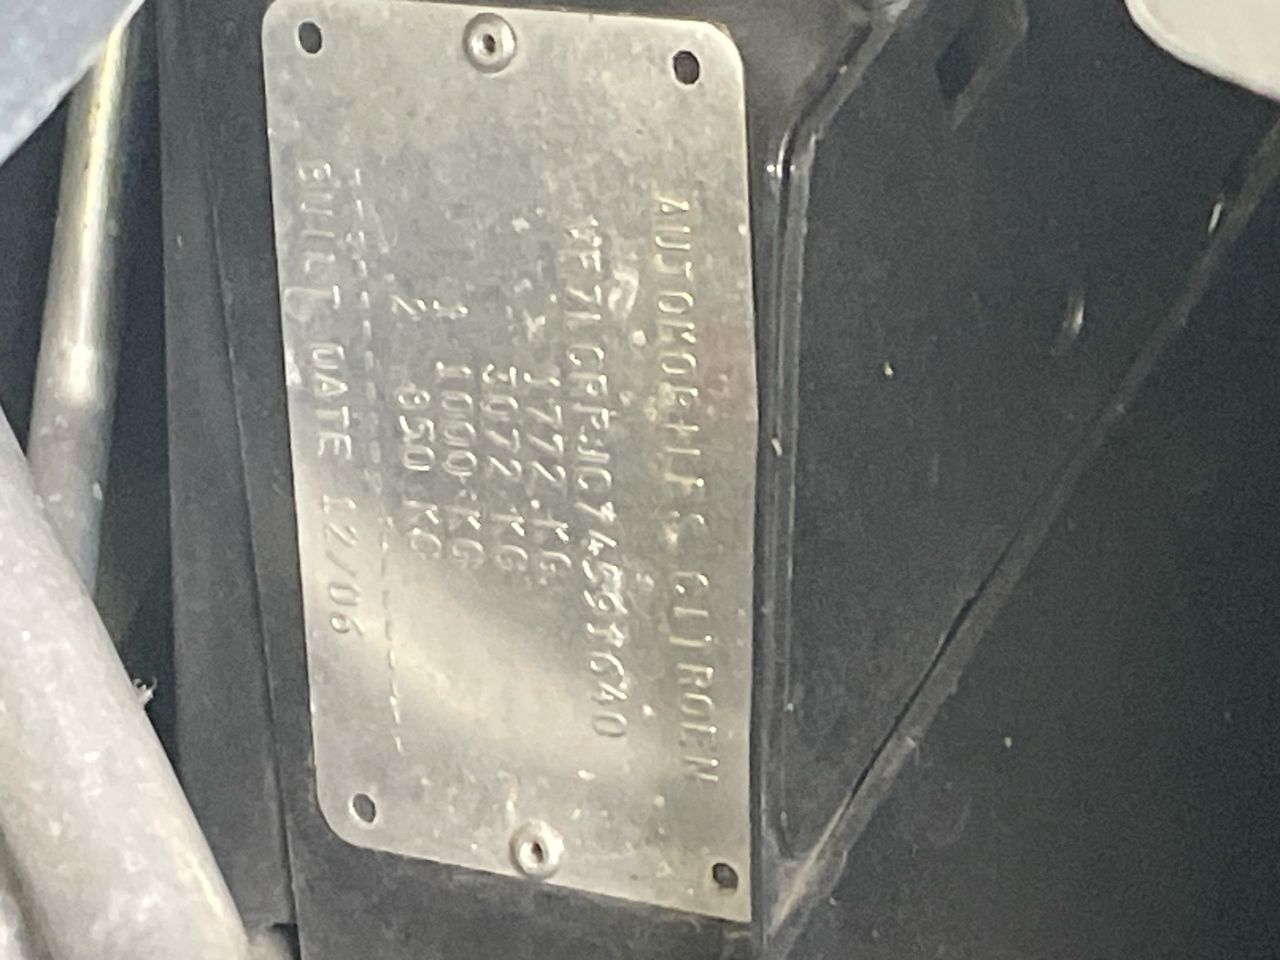 AUTOMOBILES CITROEN
1772 KG
3072 KG
1 1000 KG
2 850 KG
BUILT DATE 12/06